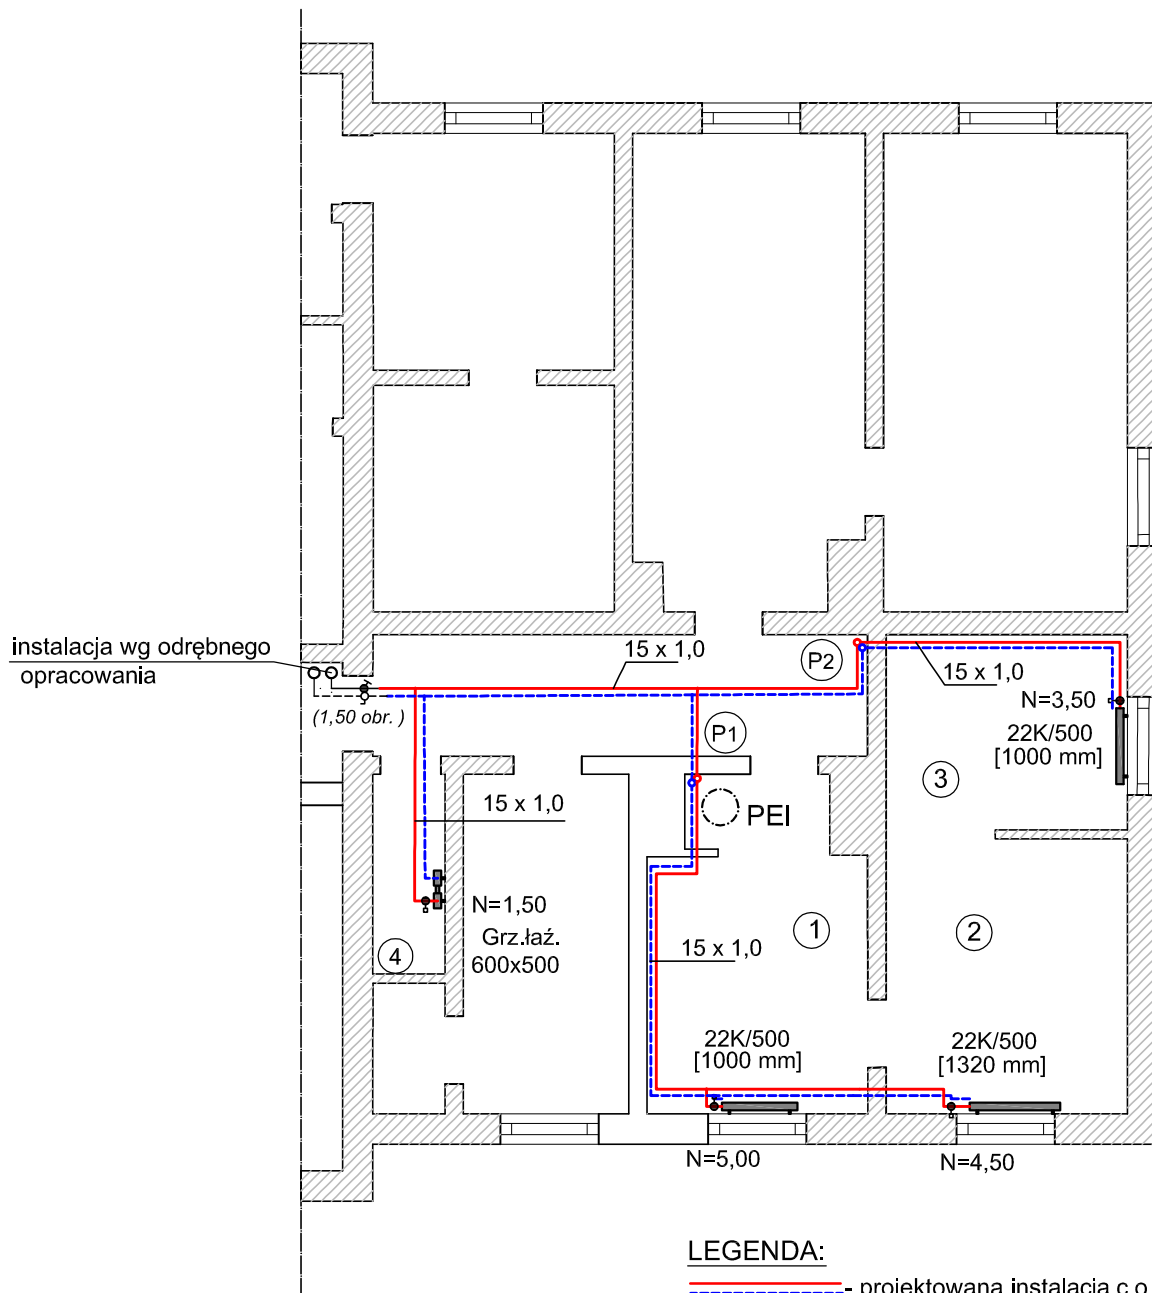 instalacja wg odrębnego
opracowania
(1,50 obr. )
15 x 1,0
P2
15 x 1,0
N=3,50
22K/500
[1000 mm]
P1
3
PEI
15 x 1,0
N=1,50
Grz.łaź.
600x500
4
1
2
15 x 1,0
22K/500
[1000 mm]
22K/500
[1320 mm]
N=5,00
N=4,50
LEGENDA:
- projektowana instalacja c.o